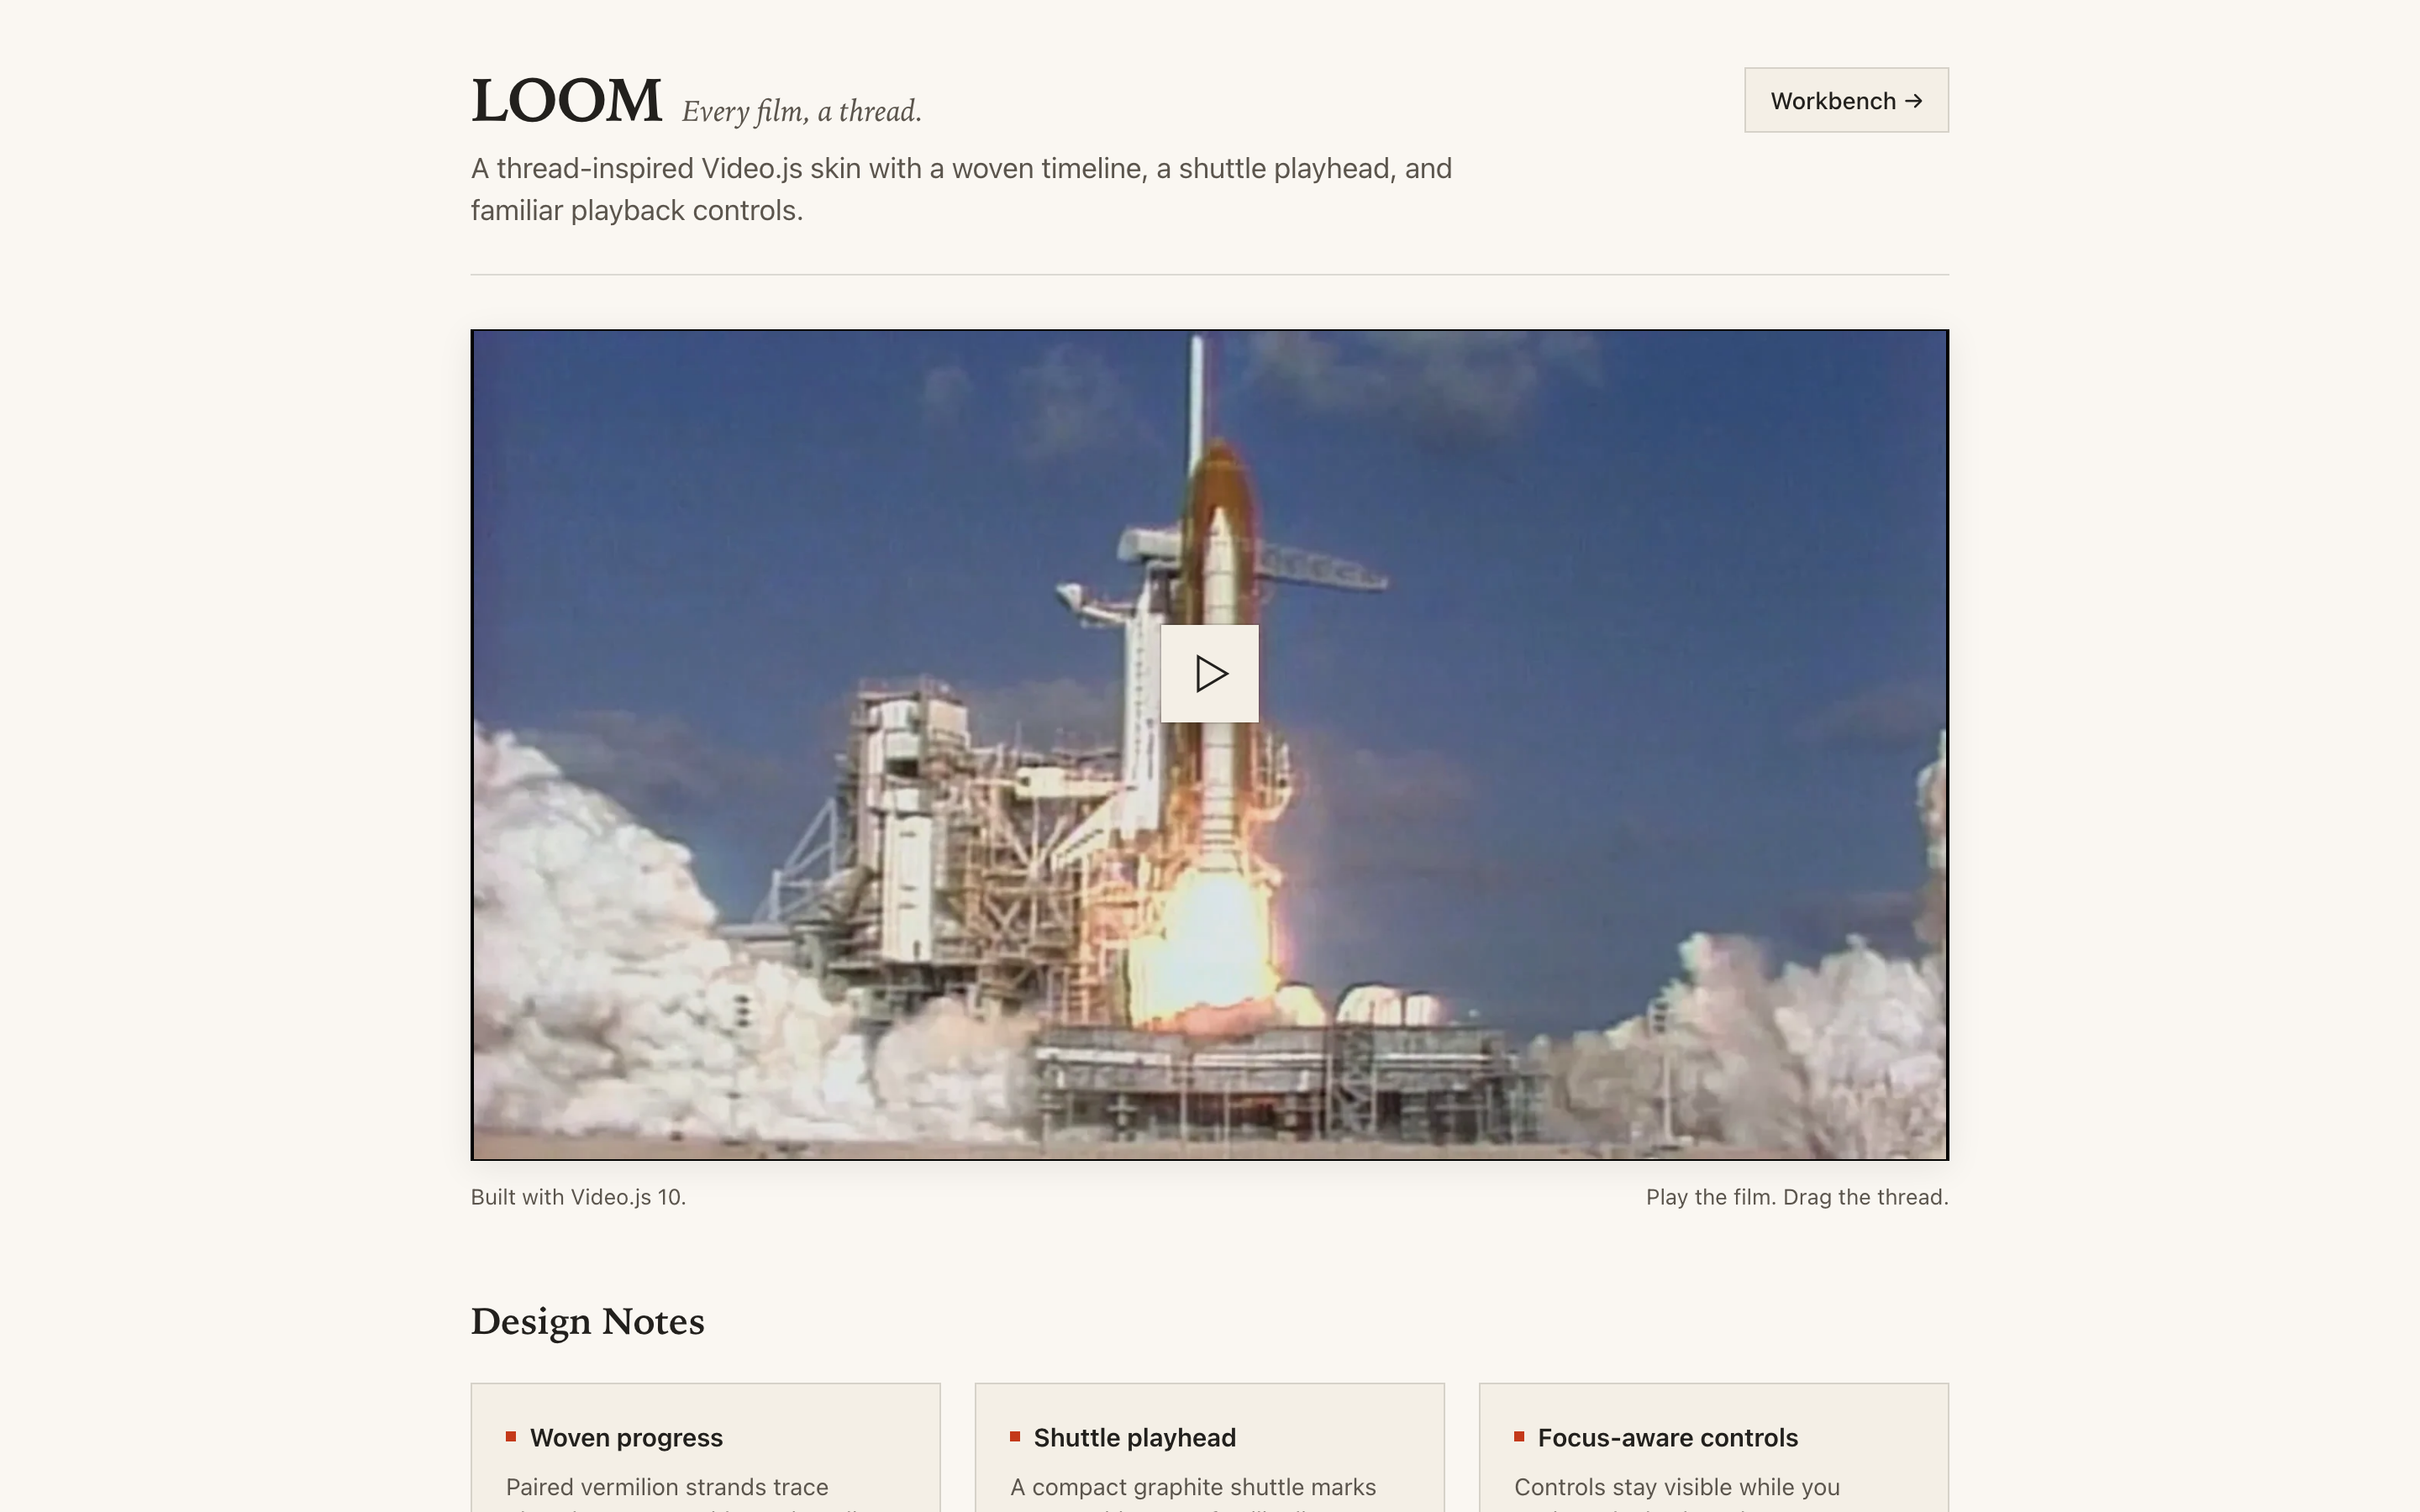 LOOM Every film, a thread.
Workbench →
A thread-inspired Video.js skin with a woven timeline, a shuttle playhead, and
familiar playback controls.
Built with Video.js 10.
Play the film. Drag the thread.
Design Notes
Woven progress
Paired vermilion strands trace
Shuttle playhead
A compact graphite shuttle marks
Focus-aware controls
Controls stay visible while you